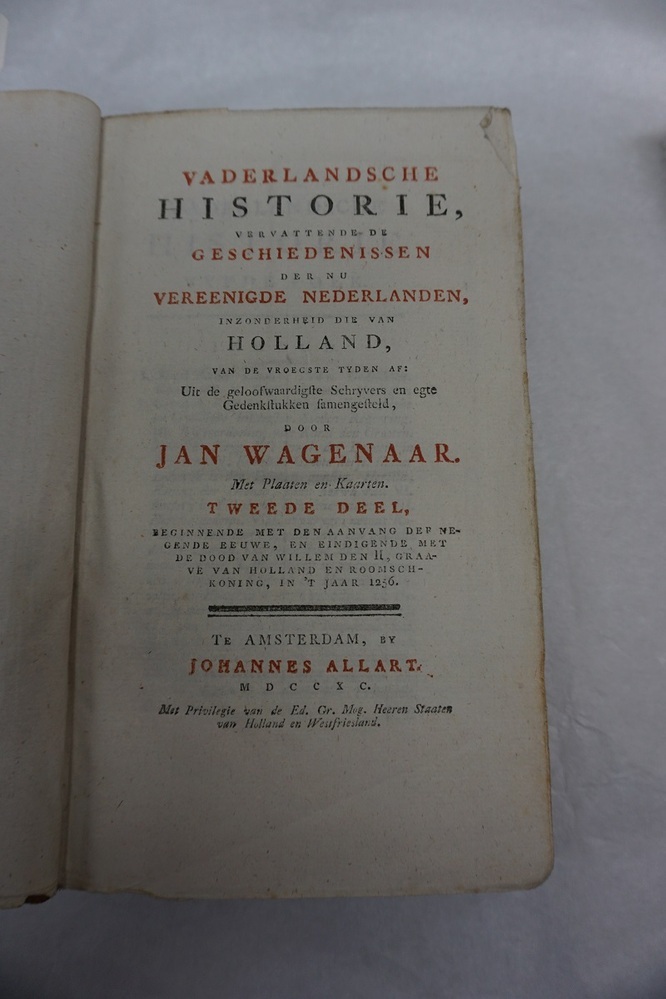 VADERLANDSCHE
HISTORIE,
VERVATTENDE DE
GESCHIEDENISSEN
DER NU
VEREENIGDE NEDERLANDEN,
INZONDERHEID DIE VAN
HOLLAND,
VAN DE VROEGSTE TYDEN AF:
Uit de geloofwaardigſte Schryvers en egte
Gedenkſtukken ſamengeſteld,
DOOR
JAN WAGENAAR.
Met Plaaten en Kaarten.
TWEEDE DEEL,
BEGINNENDE MET DEN AANVANG DER NE-
GENDE EEUWE, EN EINDIGENDE MET
DE DOOD VAN WILLEM DEN II, GRAA-
VE VAN HOLLAND EN ROOMSCH-
KONING, IN 'T JAAR 1256.
TE AMSTERDAM, BY
JOHANNES ALLART.
MDCCXC.
Met Privilegie van de Ed. Gr. Mog. Heeren Staaten
van Holland en Weſtfriesland.